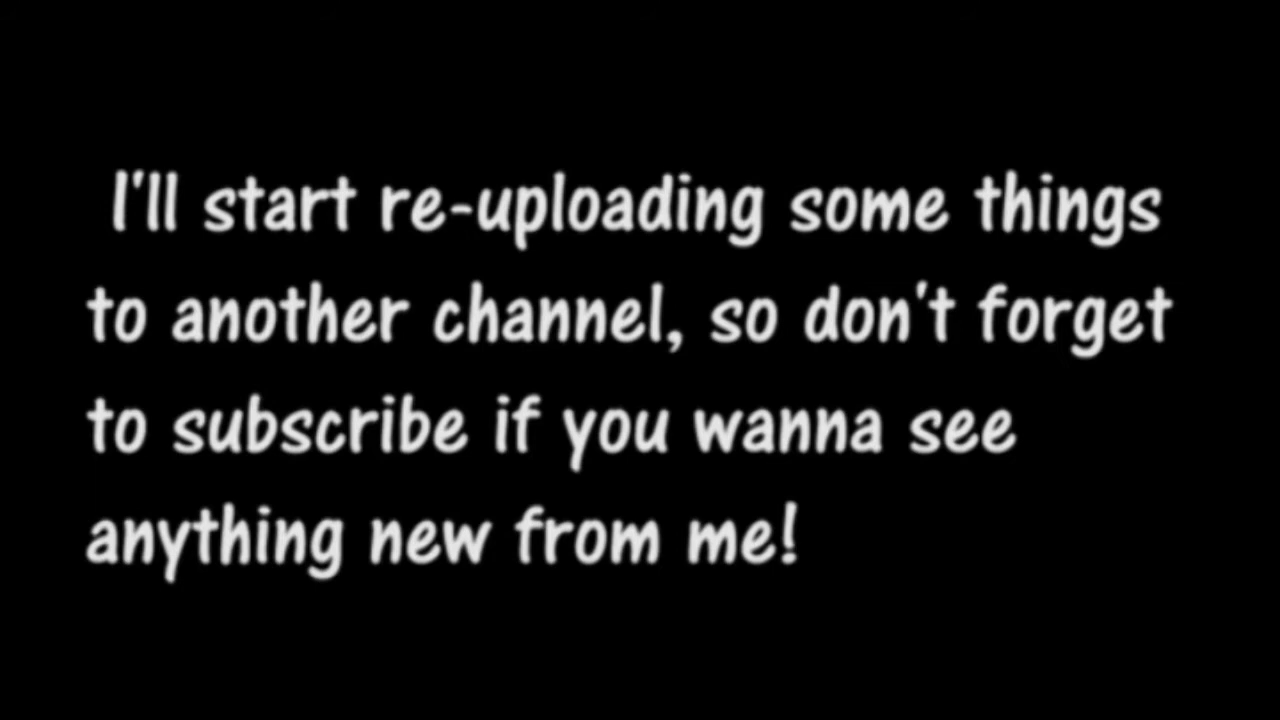 I'll start re-uploading some things
to another channel, so don't forget
to subscribe if you wanna see
anything new from me!